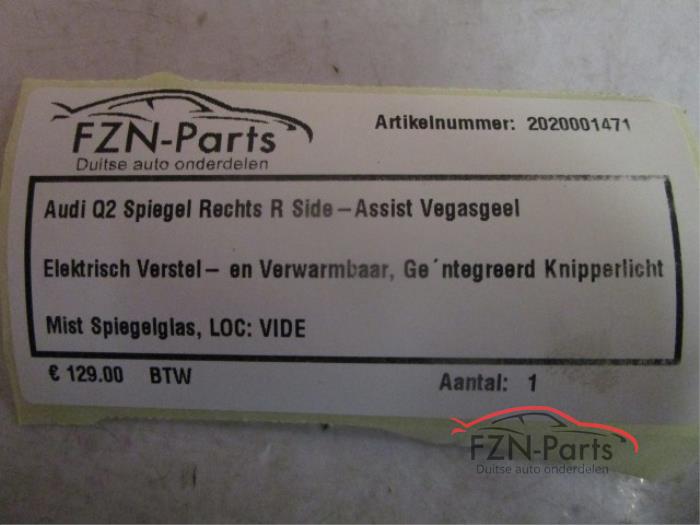 FZN-Parts
Duitse auto onderdelen
Artikelnummer: 2020001471
Audi Q2 Spiegel Rechts R Side-Assist Vegasgeel
Elektrisch Verstel- en Verwarmbaar, Ge´ntegreerd Knipperlicht
Mist Spiegelglas, LOC: VIDE
€ 129.00 BTW Aantal: 1
FZN-Parts
Duitse auto onderdelen